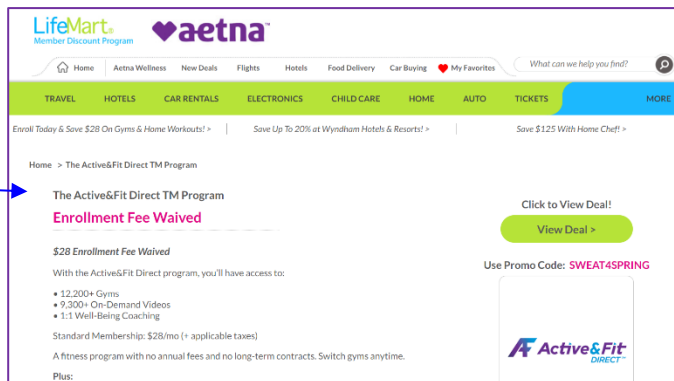 LifeMart®
Member Discount Program
aetna™
Home Aetna Wellness New Deals Flights Hotels Food Delivery Car Buying My Favorites What can we help you find?
TRAVEL HOTELS CAR RENTALS ELECTRONICS CHILD CARE HOME AUTO TICKETS MORE
Enroll Today & Save $28 On Gyms & Home Workouts! > Save Up To 20% at Wyndham Hotels & Resorts! > Save $125 With Home Chef! >
Home > The Active&Fit Direct TM Program
The Active&Fit Direct TM Program
Enrollment Fee Waived
Click to View Deal!
View Deal >
$28 Enrollment Fee Waived
Use Promo Code: SWEAT4SPRING
With the Active&Fit Direct program, you'll have access to:
• 12,200+ Gyms
• 9,300+ On-Demand Videos
• 1:1 Well-Being Coaching
Standard Membership: $28/mo (+ applicable taxes)
A fitness program with no annual fees and no long-term contracts. Switch gyms anytime.
Plus:
Active&Fit
DIRECT™